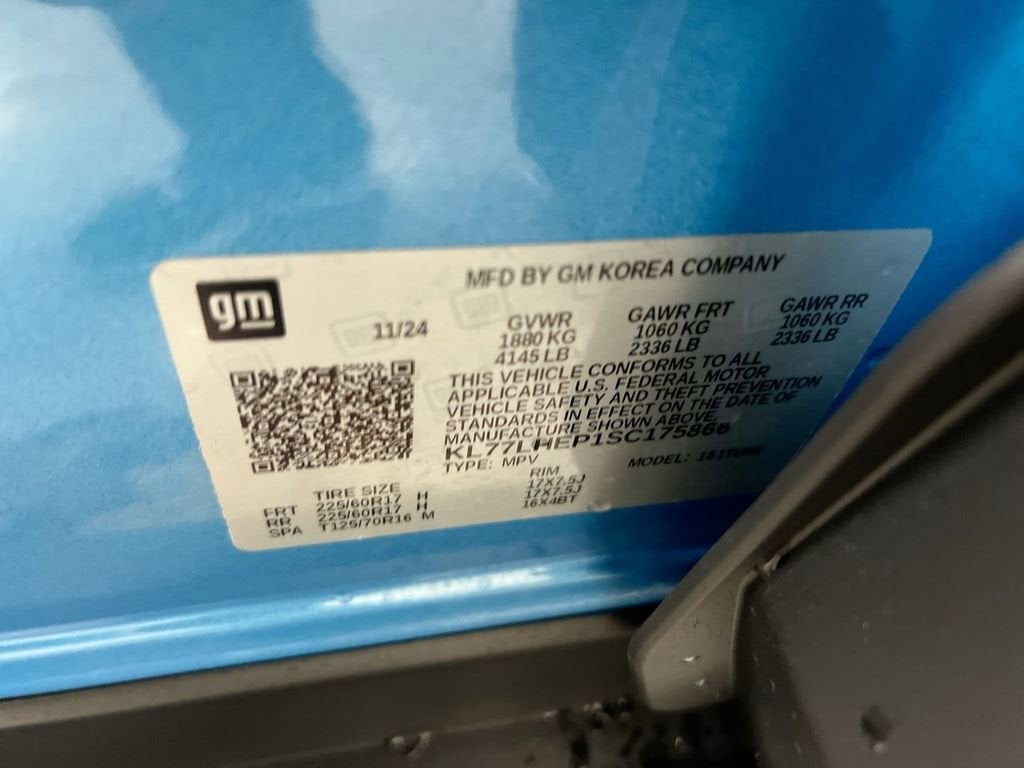 gm
MFD BY GM KOREA COMPANY
11/24
GVWR GAWR FRT GAWR RR
1880 KG 1060 KG 1060 KG
4145 LB 2336 LB 2336 LB
THIS VEHICLE CONFORMS TO ALL
APPLICABLE U.S. FEDERAL MOTOR
VEHICLE SAFETY AND THEFT PREVENTION
STANDARDS IN EFFECT ON THE DATE OF
MANUFACTURE SHOWN ABOVE.
KL77LHEP1SC175866
TYPE: MPV MODEL:
TIRE SIZE RIM
FRT 225/60R17 H 17X7.5J
RR 225/60R17 H 17X7.5J
SPA T125/70R16 M 16X4BT